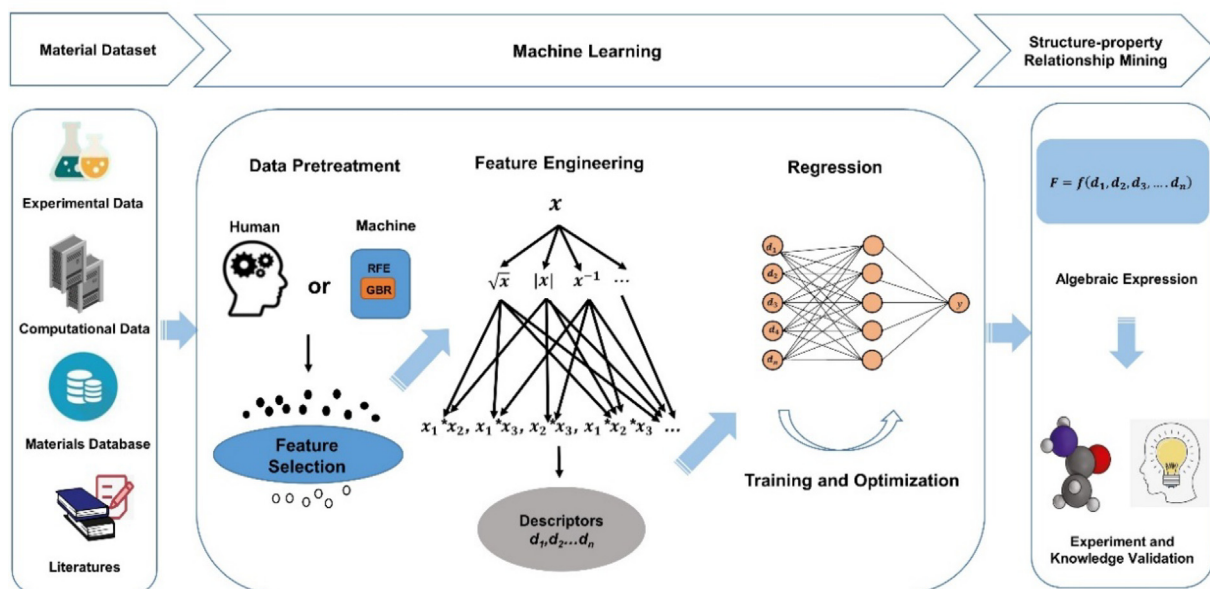 Material Dataset
Machine Learning
Structure-property
Relationship Mining
Experimental Data
Computational Data
Materials Database
Literatures
Data Pretreatment
Human
or
Machine
RFE
GBR
Feature
Selection
Feature Engineering
x
√x |x| x⁻¹ ...
x₁*x₂, x₁*x₃, x₂*x₃, x₁*x₂*x₃ ...
Descriptors
d₁,d₂...dₙ
Regression
d₁
d₂
d₃
d₄
dₙ
y
Training and Optimization
F = f(d₁, d₂, d₃, .... dₙ)
Algebraic Expression
Experiment and
Knowledge Validation